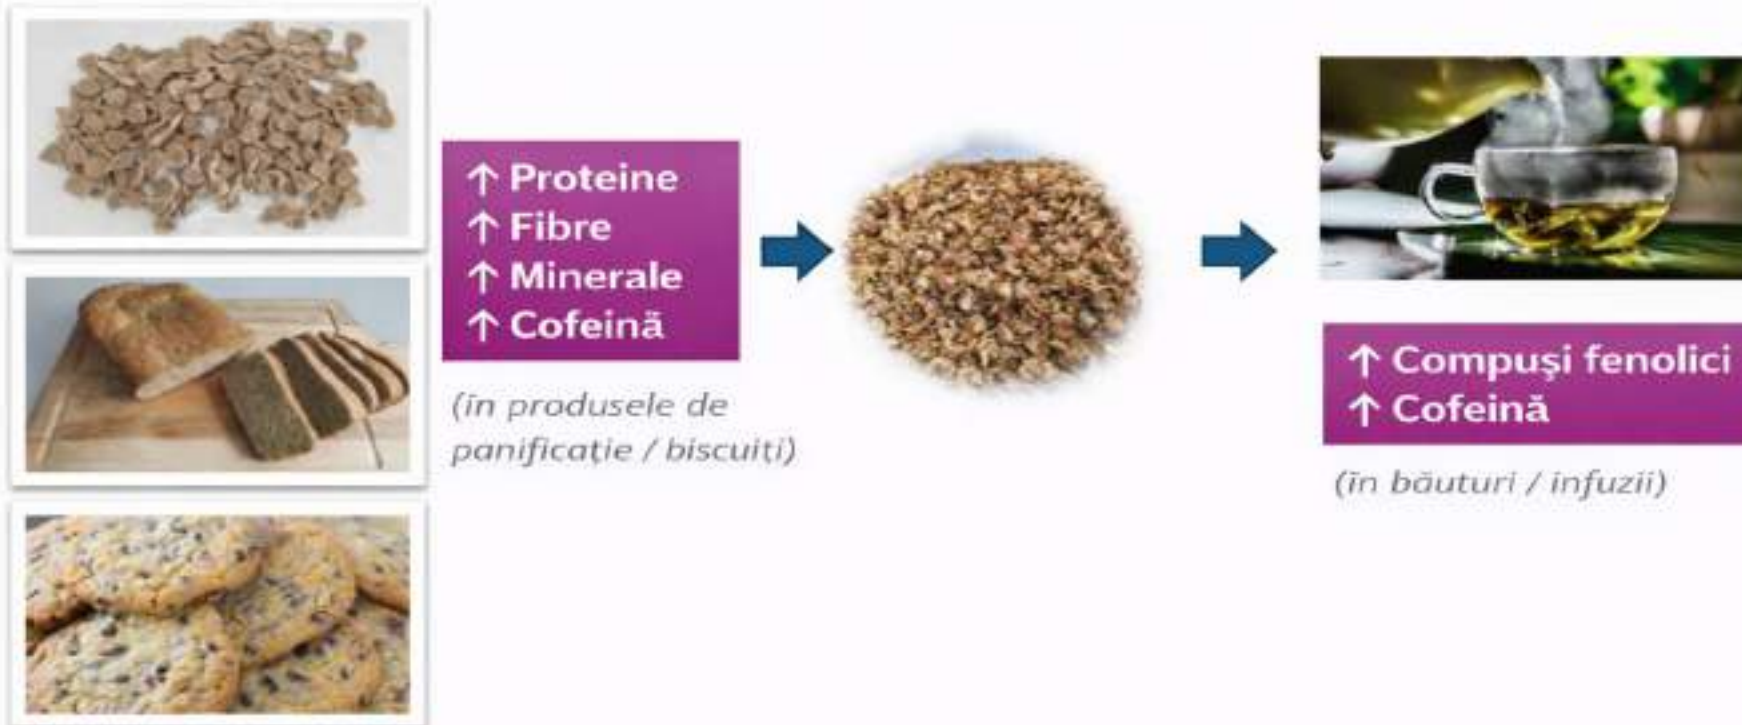 ↑ Proteine
↑ Fibre
↑ Minerale
↑ Cofeină
(în produsele de
panificație / biscuiți)
↑ Compuși fenolici
↑ Cofeină
(în băuturi / infuzii)